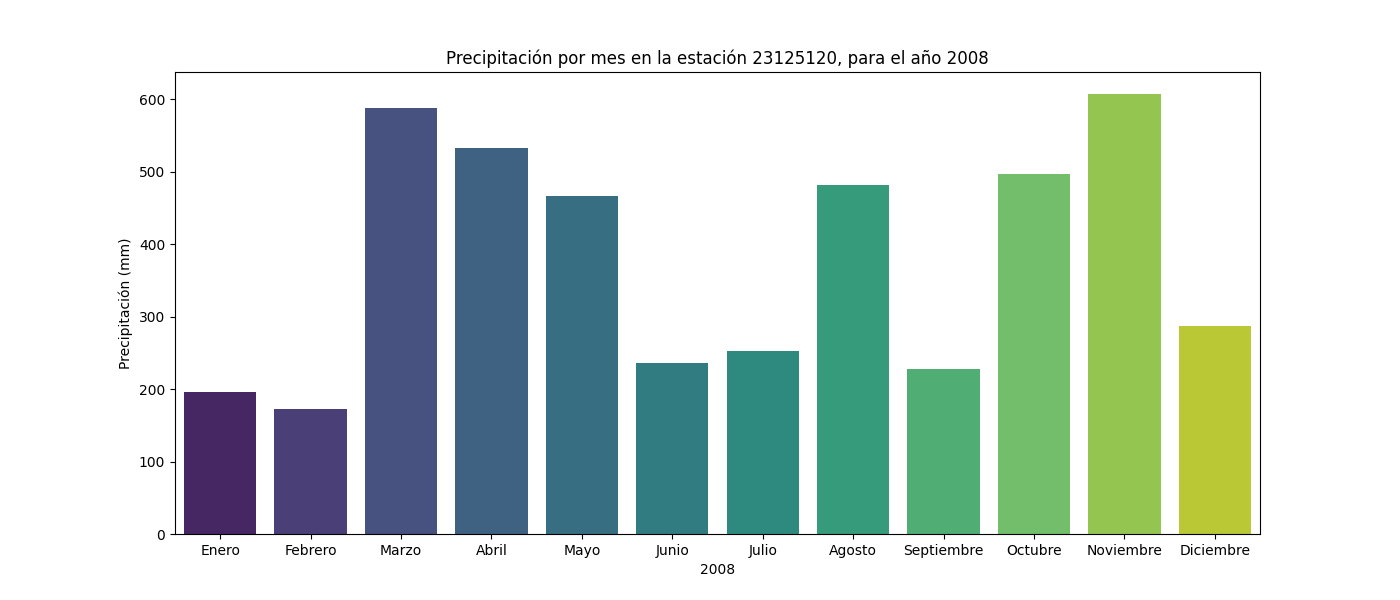 Precipitación por mes en la estación 23125120, para el año 2008
Precipitación (mm)
600
500
400
300
200
100
0
Enero Febrero Marzo Abril Mayo Junio Julio Agosto Septiembre Octubre Noviembre Diciembre
2008